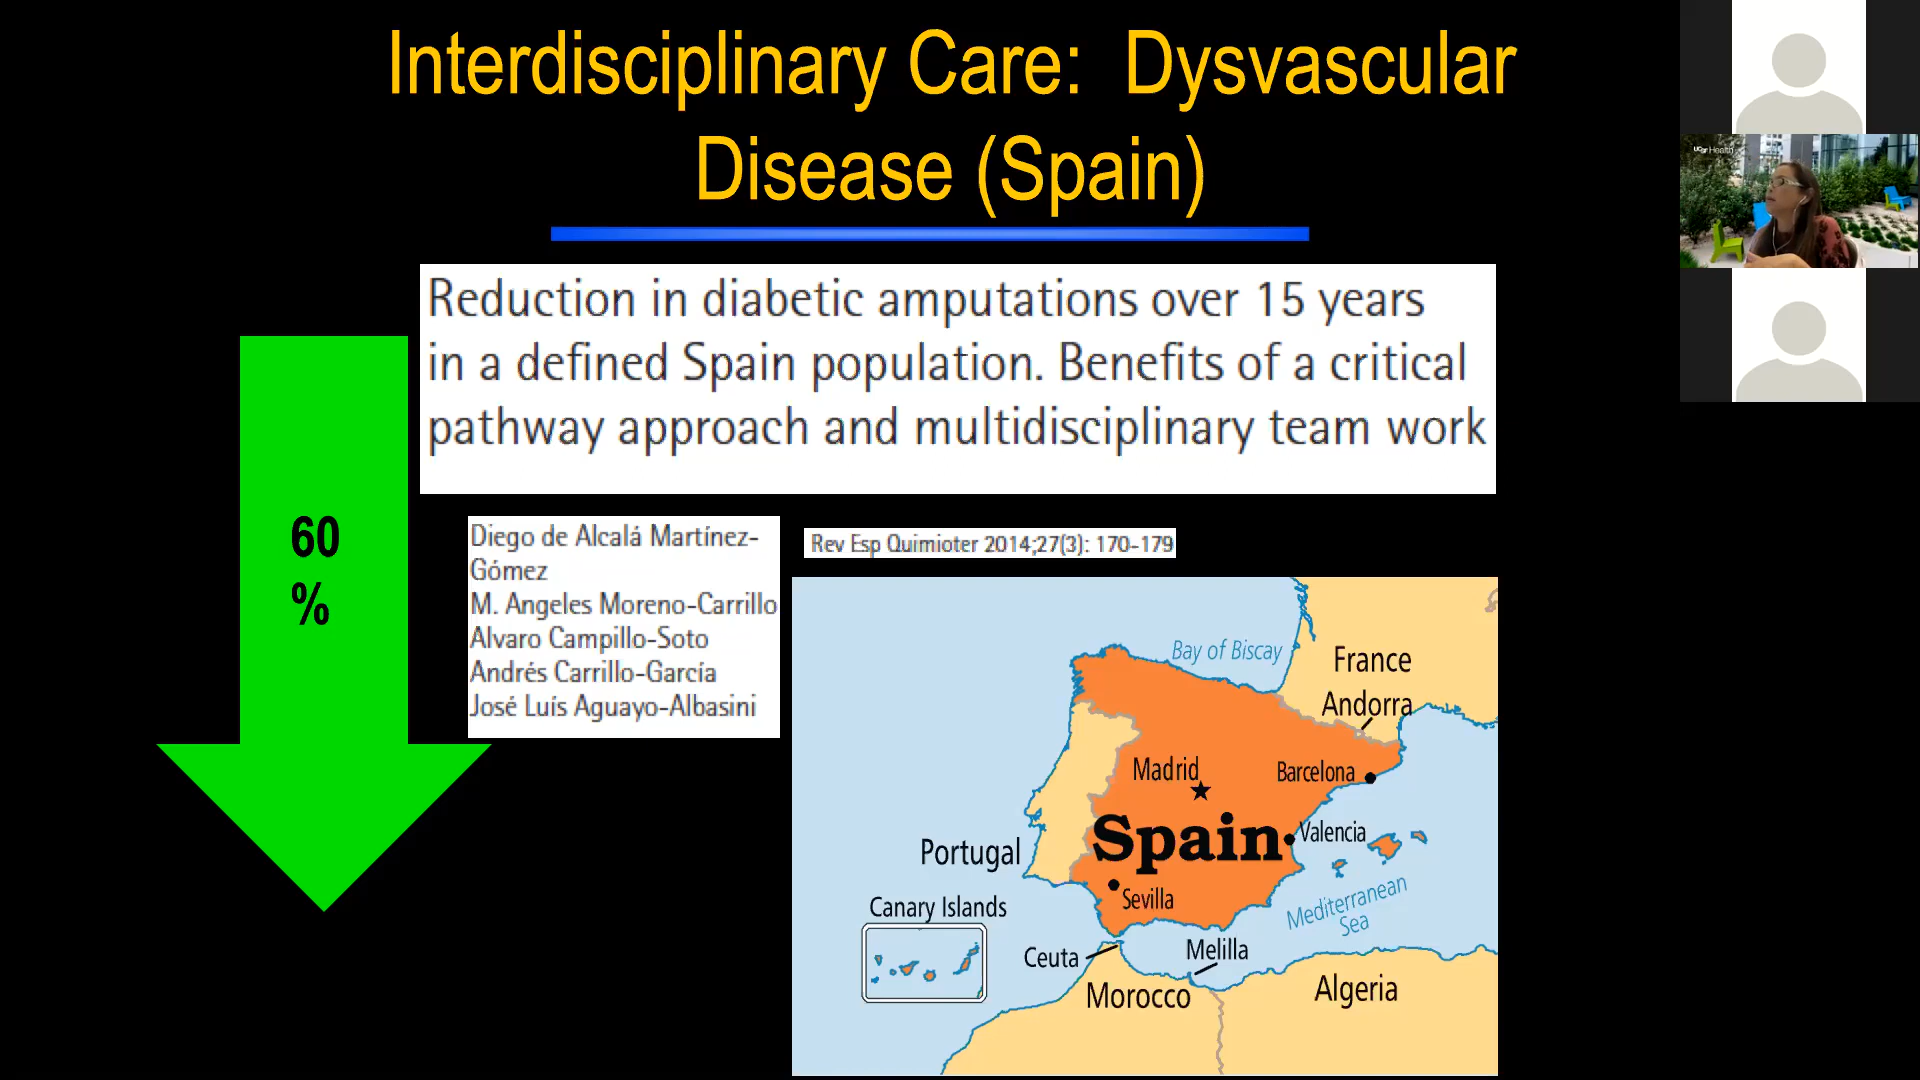 Interdisciplinary Care: Dysvascular
Disease (Spain)
Reduction in diabetic amputations over 15 years
in a defined Spain population. Benefits of a critical
pathway approach and multidisciplinary team work
60
%
Diego de Alcalá Martínez-
Gómez
M. Angeles Moreno-Carrillo
Alvaro Campillo-Soto
Andrés Carrillo-García
José Luís Aguayo-Albasini
Rev Esp Quimioter 2014;27(3): 170-179
Bay of Biscay
France
Andorra
Madrid
Barcelona
Spain
Valencia
Portugal
Sevilla
Mediterranean
Sea
Canary Islands
Ceuta
Melilla
Morocco
Algeria
UCSF Health